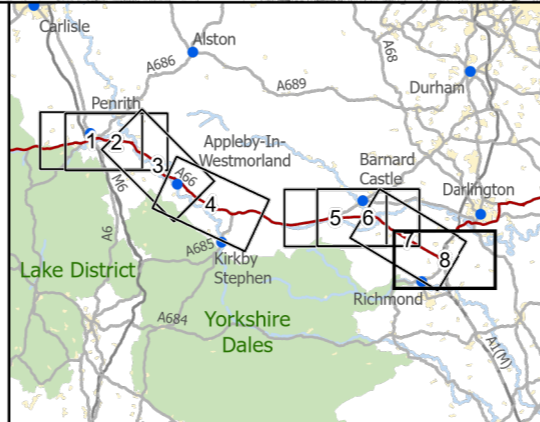 Carlisle
Alston
A686
A68
A689
Durham
Penrith
1
2
3
Appleby-In-
Westmorland
A66
4
Barnard
Castle
Darlington
5
6
7
8
M6
A6
A685
Kirkby
Stephen
Lake District
Richmond
A684
Yorkshire
Dales
A1(M)